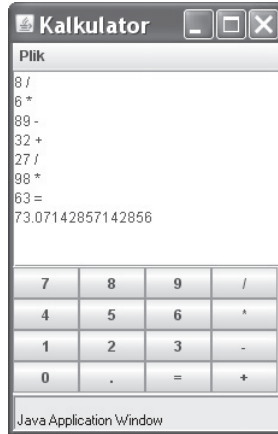 Kalkulator
Plik
8 /
6 *
89 -
32 +
27 /
98 *
63 =
73.07142857142856
7 8 9 /
4 5 6 *
1 2 3 -
0 . = +
Java Application Window